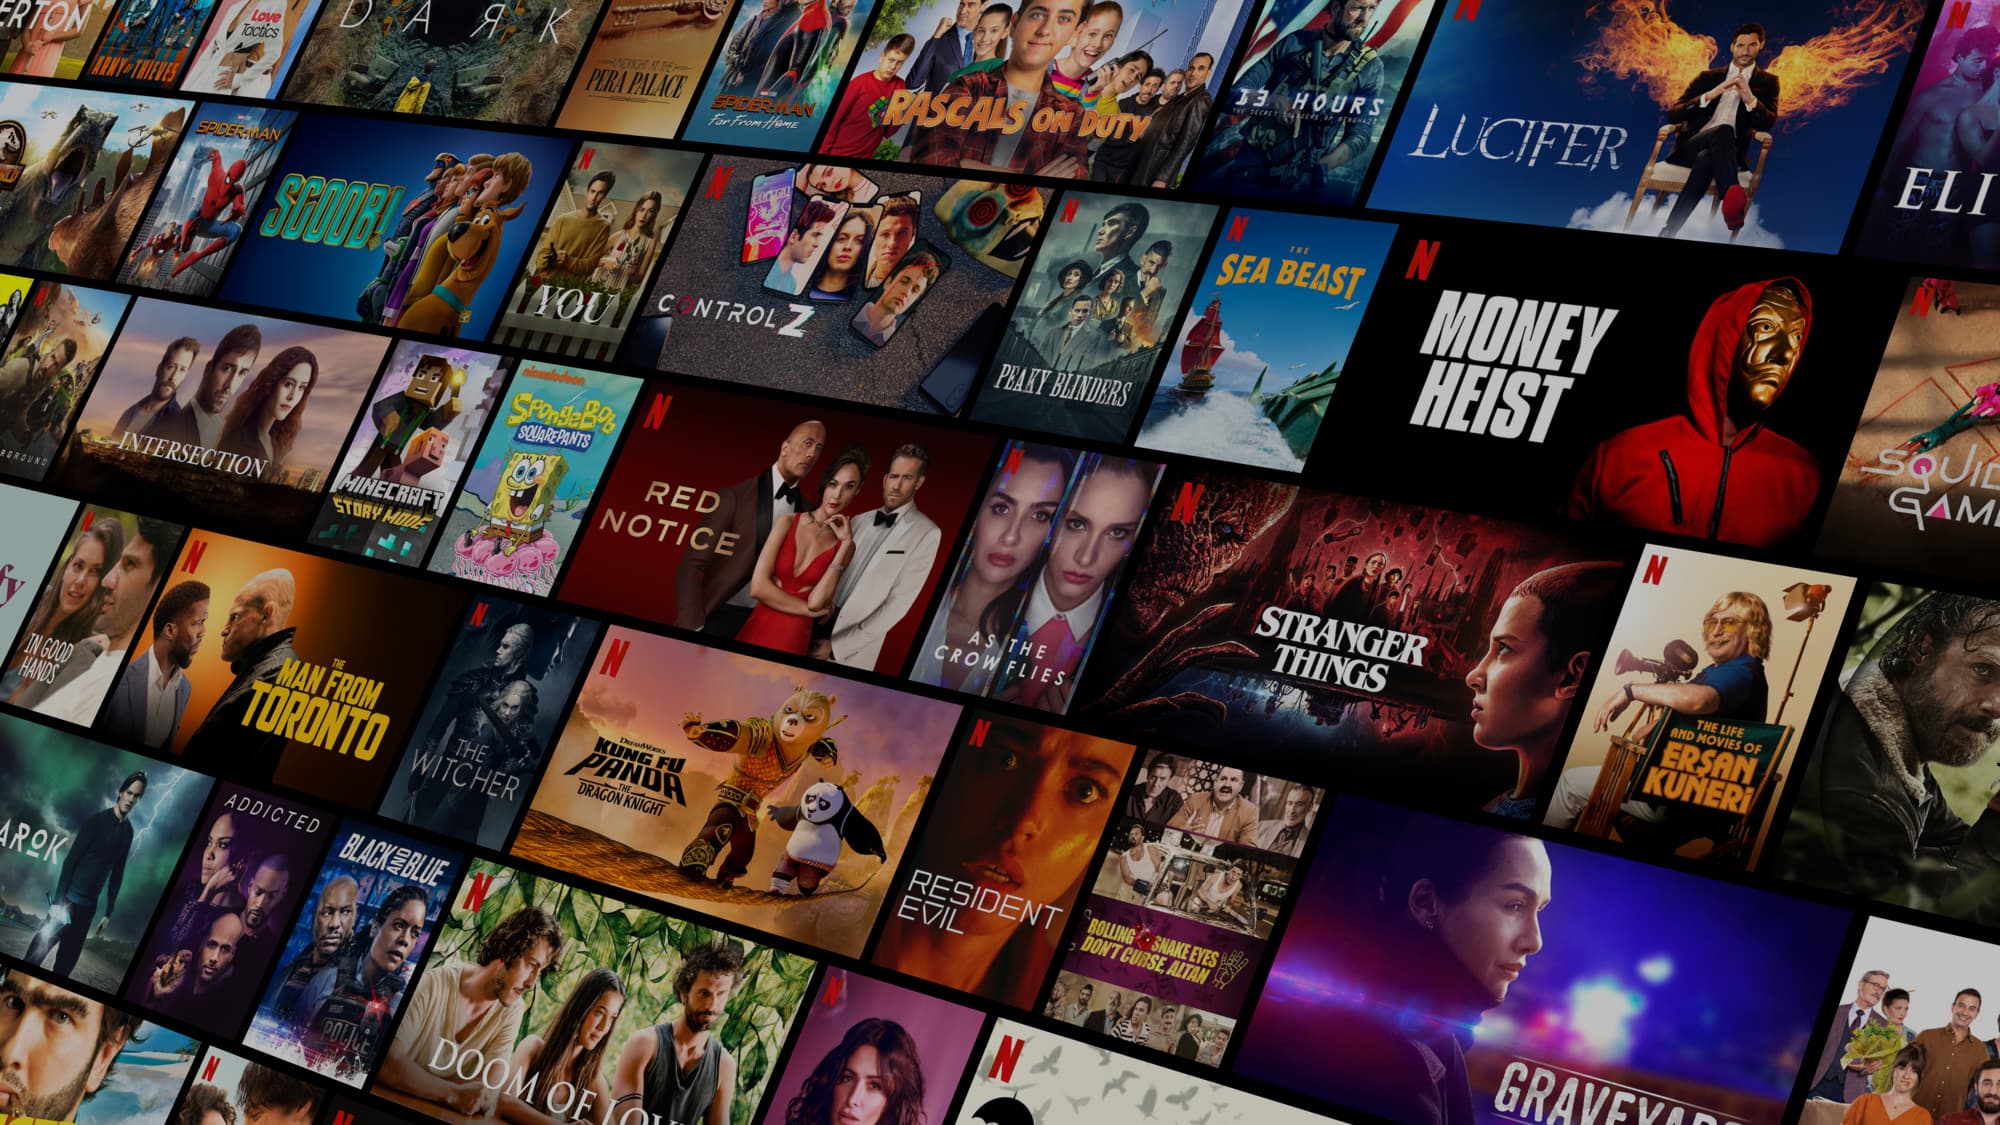 ERTON
ARMY OF THIEVES
Love
Tactics
DARK
MIDNIGHT AT THE
PERA PALACE
SPIDER-MAN
Far From Home
RASCALS ON DUTY
13 HOURS
THE SECRET SOLDIERS OF BENGHAZI
LUCIFER
ELI
SPIDER-MAN
SCOOB!
YOU
CONTROL Z
PEAKY BLINDERS
THE
SEA BEAST
MONEY
HEIST
SQUID
GAME
RGROUND
INTERSECTION
MINECRAFT
STORY MODE
nickelodeon
SPONGEBOB
SQUAREPANTS
RED
NOTICE
AS THE
CROW FLIES
STRANGER
THINGS
THE LIFE
AND MOVIES OF
ERŞAN
KUNERİ
fy
IN GOOD
HANDS
THE
MAN FROM
TORONTO
THE
WITCHER
DREAMWORKS
KUNG FU
PANDA
THE
DRAGON KNIGHT
RESIDENT
EVIL
ROLLING SNAKE EYES
DON'T CURSE, ALTAN
AROK
ADDICTED
BLACK AND BLUE
POLICE
DOOM OF LOV
GRAVEYARD